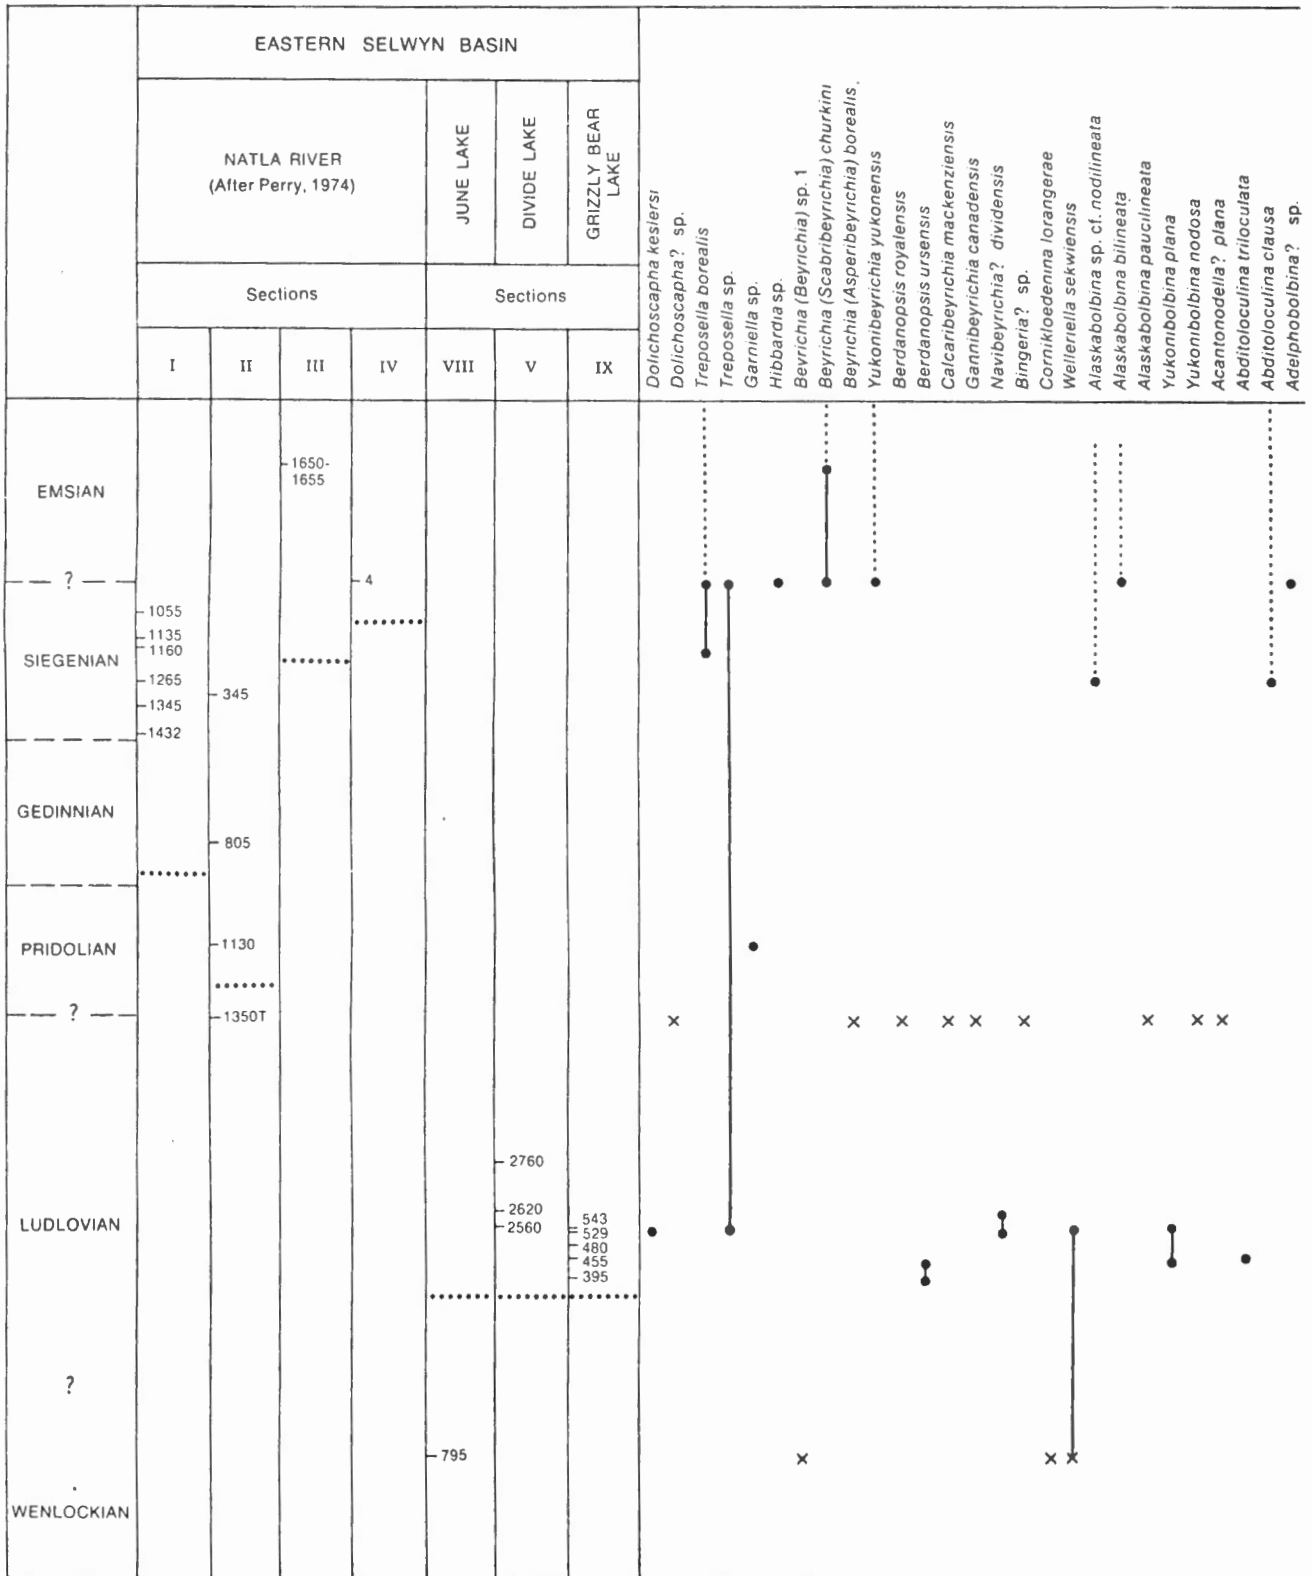 EASTERN SELWYN BASIN
NATLA RIVER
(After Perry, 1974)
JUNE LAKE
DIVIDE LAKE
GRIZZLY BEAR
LAKE
Sections
Sections
I
II
III
IV
VIII
V
IX
Dolichoscapha keslersi
Dolichoscapha? sp.
Treposella borealis
Treposella sp.
Garniella sp.
Hibbardia sp.
Beyrichia (Beyrichia) sp. 1
Beyrichia (Scabribeyrichia) churkini
Beyrichia (Asperibeyrichia) borealis.
Yukonibeyrichia yukonensis
Berdanopsis royalensis
Berdanopsis ursensis
Calcaribeyrichia mackenziensis
Gannibeyrichia canadensis
Navibeyrichia? dividensis
Bingeria? sp.
Cornikloedenina lorangerae
Welleriella sekwiensis
Alaskabolbina sp. cf. nodilineata
Alaskabolbina bilineata
Alaskabolbina paucilineata
Yukonibolbina plana
Yukonibolbina nodosa
Acantonodella? plana
Abditoloculina triloculata
Abditoloculina clausa
Adelphobolbina? sp.
EMSIAN
1650-
1655
?
4
SIEGENIAN
1055
1135
1160
1265
1345
1432
345
GEDINNIAN
805
PRIDOLIAN
1130
?
1350T
x x x x x x x x x
LUDLOVIAN
2760
2620
2560
543
529
480
455
395
?
795
x x x
WENLOCKIAN